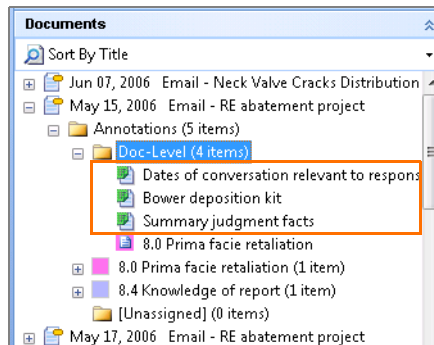 Documents
Sort By Title
Jun 07, 2006 Email - Neck Valve Cracks Distribution
May 15, 2006 Email - RE abatement project
Annotations (5 items)
Doc-Level (4 items)
Dates of conversation relevant to respons
Bower deposition kit
Summary judgment facts
8.0 Prima facie retaliation
8.0 Prima facie retaliation (1 item)
8.4 Knowledge of report (1 item)
[Unassigned] (0 items)
May 17, 2006 Email - RE abatement project